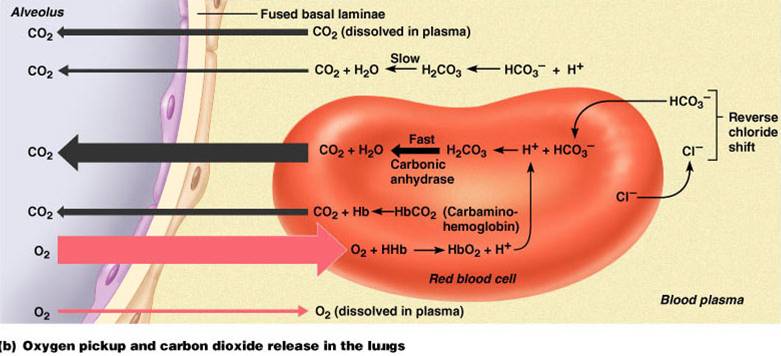 Alveolus
Fused basal laminae
CO₂
CO₂ (dissolved in plasma)
Slow
CO₂
CO₂ + H₂O
H₂CO₃
HCO₃⁻ + H⁺
HCO₃⁻
Reverse
chloride
shift
Fast
CO₂
CO₂ + H₂O
H₂CO₃
H⁺ + HCO₃⁻
Cl⁻
Carbonic
anhydrase
Cl⁻
CO₂
CO₂ + Hb
HbCO₂ (Carbamino-
hemoglobin)
O₂
O₂ + HHb
HbO₂ + H⁺
Red blood cell
Blood plasma
O₂
O₂ (dissolved in plasma)
(b) Oxygen pickup and carbon dioxide release in the lungs